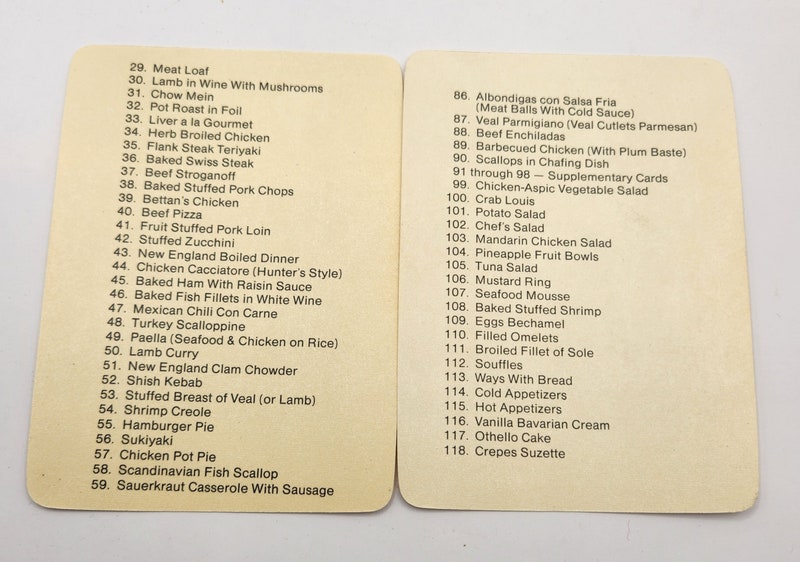 29. Meat Loaf
30. Lamb in Wine With Mushrooms
31. Chow Mein
32. Pot Roast in Foil
33. Liver a la Gourmet
34. Herb Broiled Chicken
35. Flank Steak Teriyaki
36. Baked Swiss Steak
37. Beef Stroganoff
38. Baked Stuffed Pork Chops
39. Bettan's Chicken
40. Beef Pizza
41. Fruit Stuffed Pork Loin
42. Stuffed Zucchini
43. New England Boiled Dinner
44. Chicken Cacciatore (Hunter's Style)
45. Baked Ham With Raisin Sauce
46. Baked Fish Fillets in White Wine
47. Mexican Chili Con Carne
48. Turkey Scalloppine
49. Paella (Seafood & Chicken on Rice)
50. Lamb Curry
51. New England Clam Chowder
52. Shish Kebab
53. Stuffed Breast of Veal (or Lamb)
54. Shrimp Creole
55. Hamburger Pie
56. Sukiyaki
57. Chicken Pot Pie
58. Scandinavian Fish Scallop
59. Sauerkraut Casserole With Sausage
86. Albondigas con Salsa Fria
(Meat Balls With Cold Sauce)
87. Veal Parmigiano (Veal Cutlets Parmesan)
88. Beef Enchiladas
89. Barbecued Chicken (With Plum Baste)
90. Scallops in Chafing Dish
91 through 98 — Supplementary Cards
99. Chicken-Aspic Vegetable Salad
100. Crab Louis
101. Potato Salad
102. Chef's Salad
103. Mandarin Chicken Salad
104. Pineapple Fruit Bowls
105. Tuna Salad
106. Mustard Ring
107. Seafood Mousse
108. Baked Stuffed Shrimp
109. Eggs Bechamel
110. Filled Omelets
111. Broiled Fillet of Sole
112. Souffles
113. Ways With Bread
114. Cold Appetizers
115. Hot Appetizers
116. Vanilla Bavarian Cream
117. Othello Cake
118. Crepes Suzette